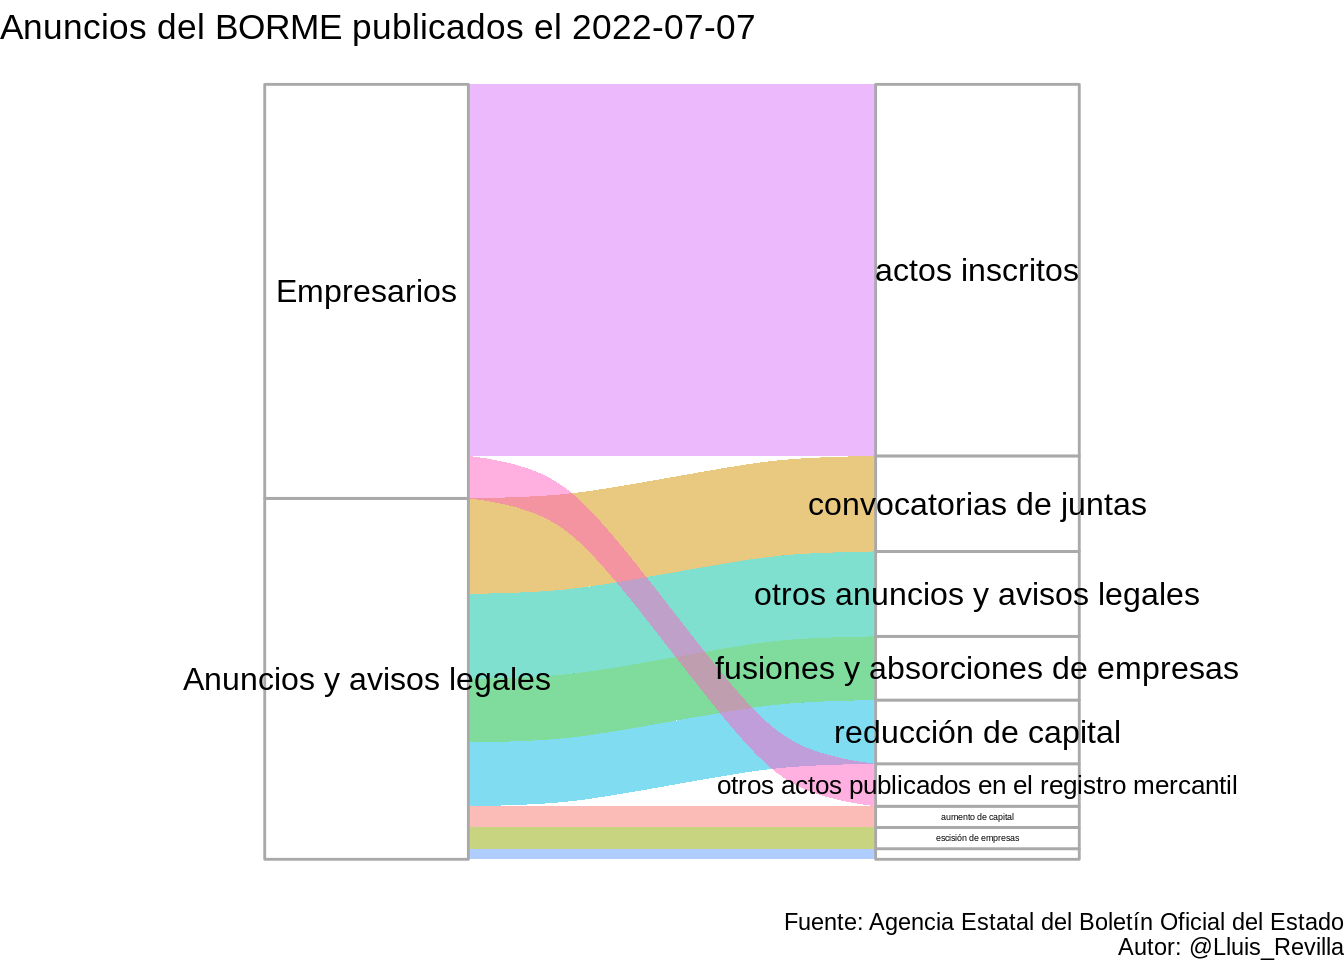 Anuncios del BORME publicados el 2022-07-07
Empresarios
actos inscritos
convocatorias de juntas
otros anuncios y avisos legales
fusiones y absorciones de empresas
Anuncios y avisos legales
reducción de capital
otros actos publicados en el registro mercantil
aumento de capital
escisión de empresas
Fuente: Agencia Estatal del Boletín Oficial del Estado
Autor: @Lluis_Revilla